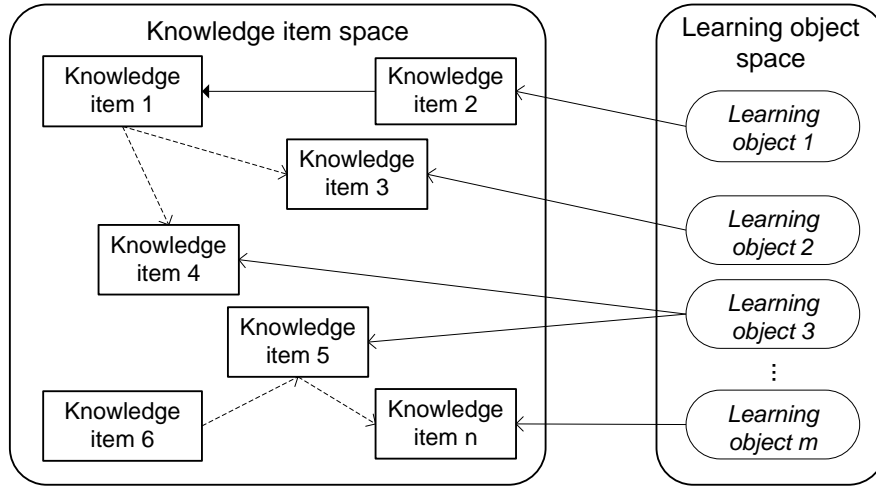 Knowledge item space
Knowledge
item 1
Knowledge
item 2
Knowledge
item 3
Knowledge
item 4
Knowledge
item 5
Knowledge
item 6
Knowledge
item n
Learning object
space
Learning
object 1
Learning
object 2
Learning
object 3
...
Learning
object m